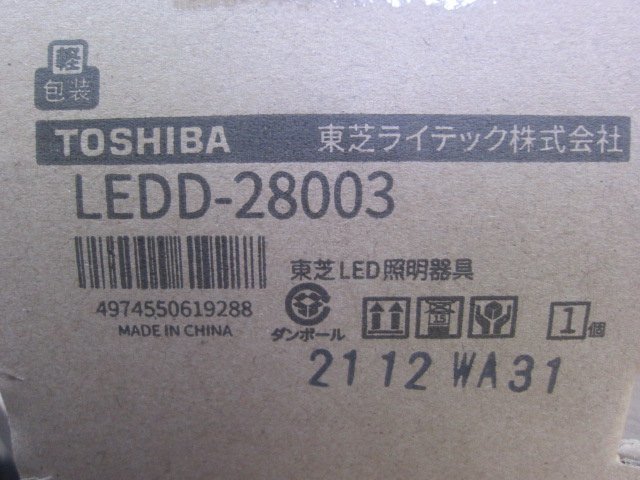 軽
包装
TOSHIBA 東芝ライテック株式会社
LEDD-28003
東芝LED照明器具
4974550619288
MADE IN CHINA
ダンボール
15
1個
2112 WA31